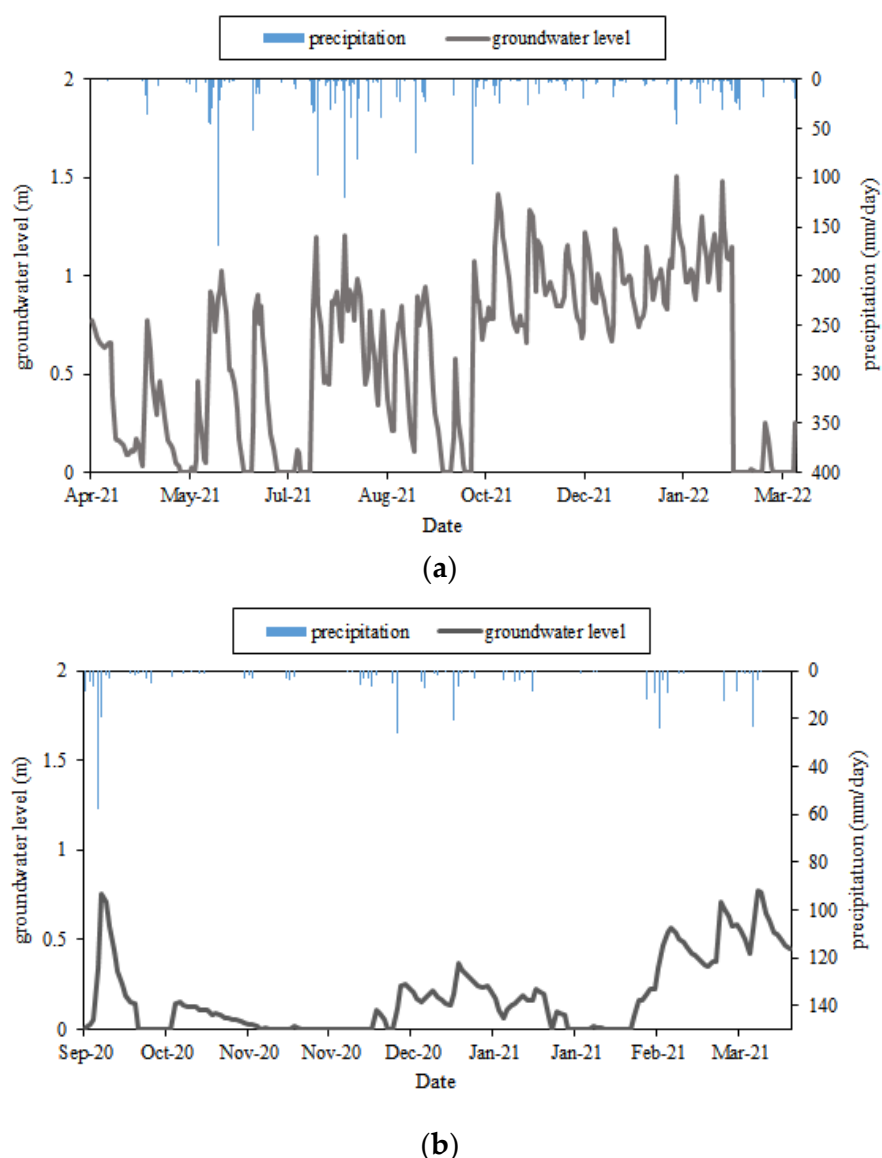 precipitation groundwater level
2 0
50
1.5 100
150
1 200
250
0.5 300
350
0 400
groundwater level (m)
precipitation (mm/day)
Apr-21 May-21 Jul-21 Aug-21 Oct-21 Dec-21 Jan-22 Mar-22
Date
(a)
precipitation groundwater level
2 0
20
1.5 40
60
1 80
100
0.5 120
140
0
groundwater level (m)
precipitatuon (mm/day)
Sep-20 Oct-20 Nov-20 Nov-20 Dec-20 Jan-21 Jan-21 Feb-21 Mar-21
Date
(b)